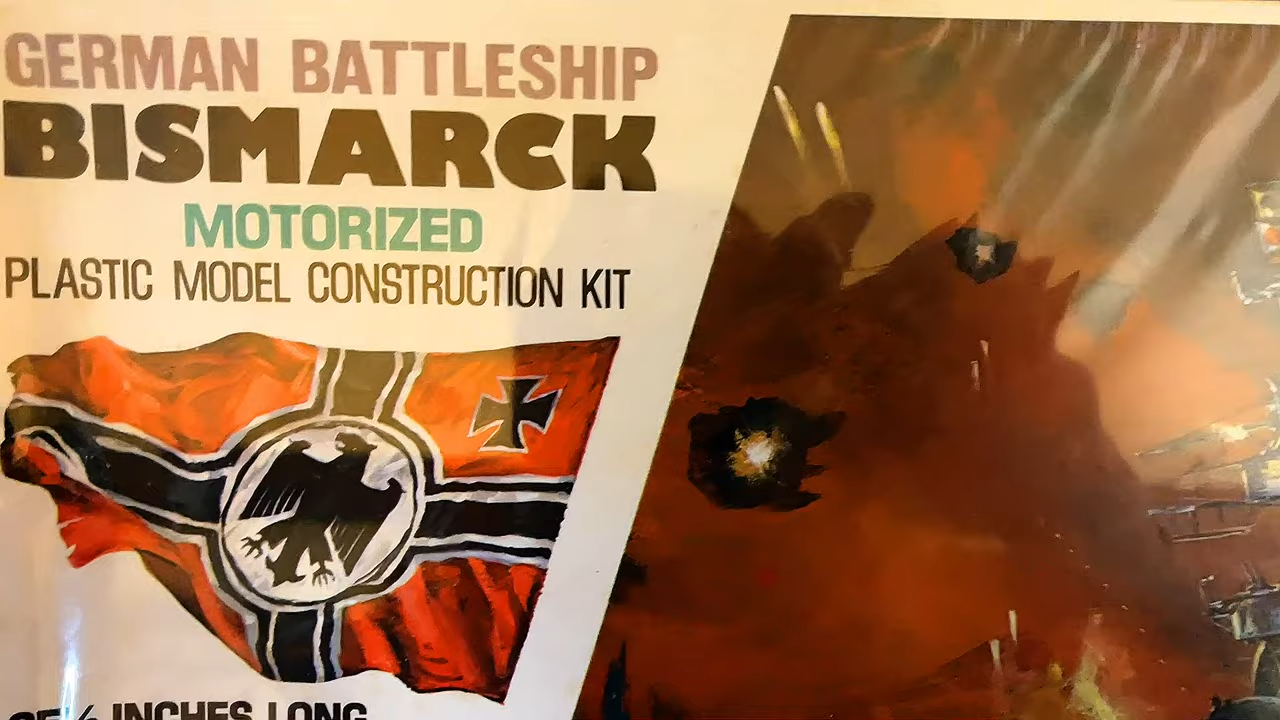 GERMAN BATTLESHIP
BISMARCK
MOTORIZED
PLASTIC MODEL CONSTRUCTION KIT
INCHES LONG